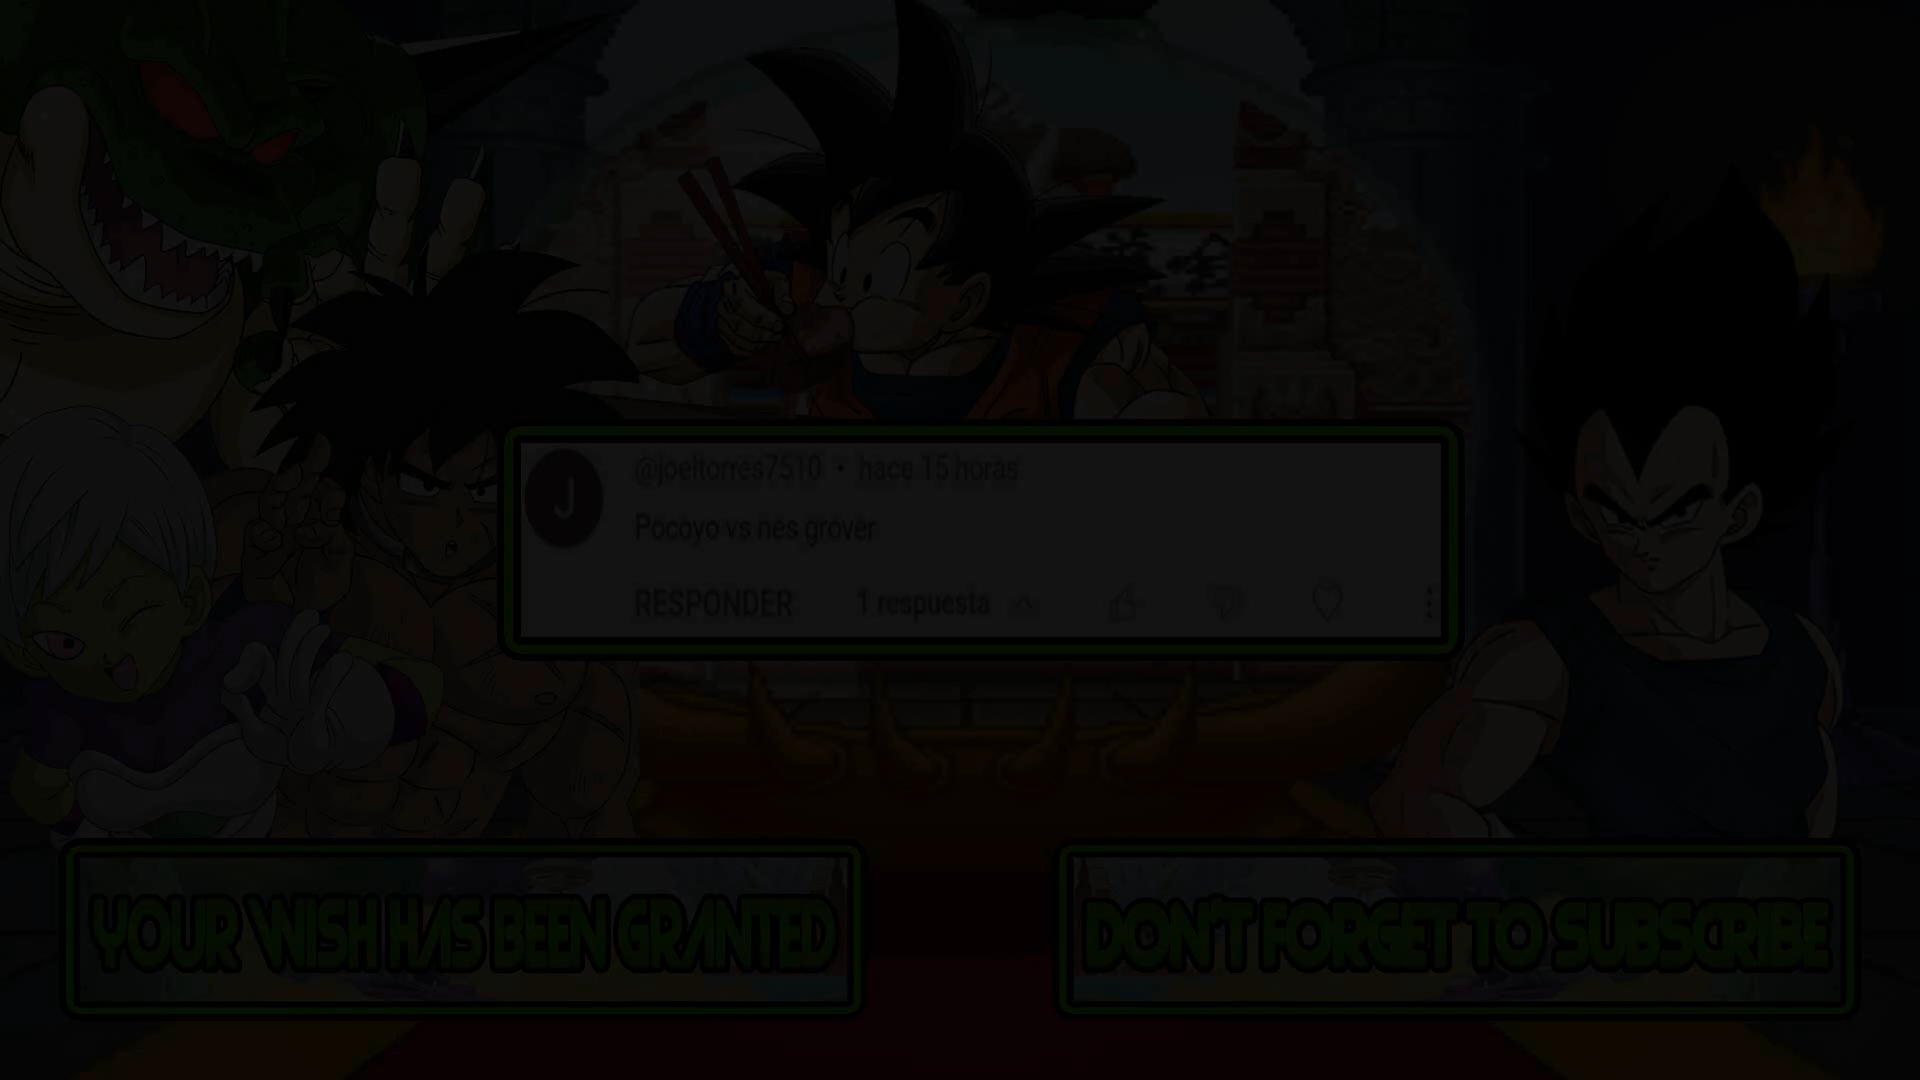 J
@joeltorres7510 • hace 15 horas
Pocoyo vs nes grover
RESPONDER 1 respuesta
YOUR WISH HAS BEEN GRANTED
DON'T FORGET TO SUBSCRIBE